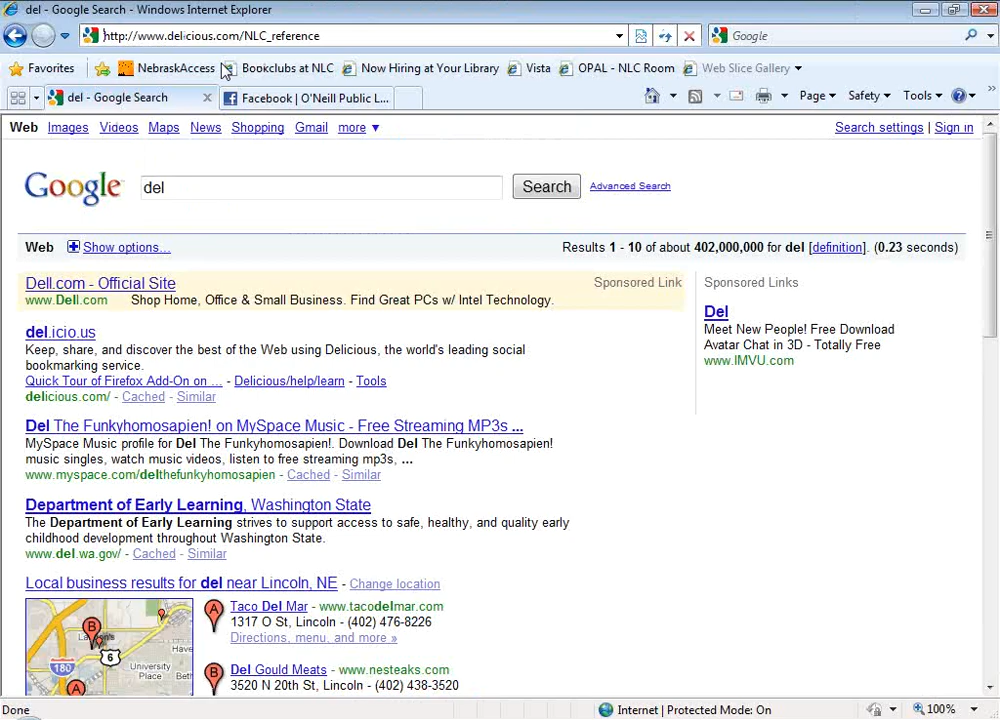 del - Google Search - Windows Internet Explorer
http://www.delicious.com/NLC_reference
Google
Favorites NebraskAccess Bookclubs at NLC Now Hiring at Your Library Vista OPAL - NLC Room Web Slice Gallery
del - Google Search Facebook | O'Neill Public L... Page Safety Tools
Web Images Videos Maps News Shopping Gmail more ▼ Search settings | Sign in
Google del Search Advanced Search
Web Show options... Results 1 - 10 of about 402,000,000 for del [definition]. (0.23 seconds)
Dell.com - Official Site Sponsored Link
www.Dell.com Shop Home, Office & Small Business. Find Great PCs w/ Intel Technology.
del.icio.us
Keep, share, and discover the best of the Web using Delicious, the world's leading social
bookmarking service.
Quick Tour of Firefox Add-On on ... - Delicious/help/learn - Tools
delicious.com/ - Cached - Similar
Del The Funkyhomosapien! on MySpace Music - Free Streaming MP3s ...
MySpace Music profile for Del The Funkyhomosapien!. Download Del The Funkyhomosapien!
music singles, watch music videos, listen to free streaming mp3s, ...
www.myspace.com/delthefunkyhomosapien - Cached - Similar
Department of Early Learning, Washington State
The Department of Early Learning strives to support access to safe, healthy, and quality early
childhood development throughout Washington State.
www.del.wa.gov/ - Cached - Similar
Local business results for del near Lincoln, NE - Change location
A Taco Del Mar - www.tacodelmar.com
1317 O St, Lincoln - (402) 476-8226
Directions, menu, and more »
B Del Gould Meats - www.nesteaks.com
3520 N 20th St, Lincoln - (402) 438-3520
B
6
180
University
Place
A
Sponsored Links
Del
Meet New People! Free Download
Avatar Chat in 3D - Totally Free
www.IMVU.com
Done Internet | Protected Mode: On 100%